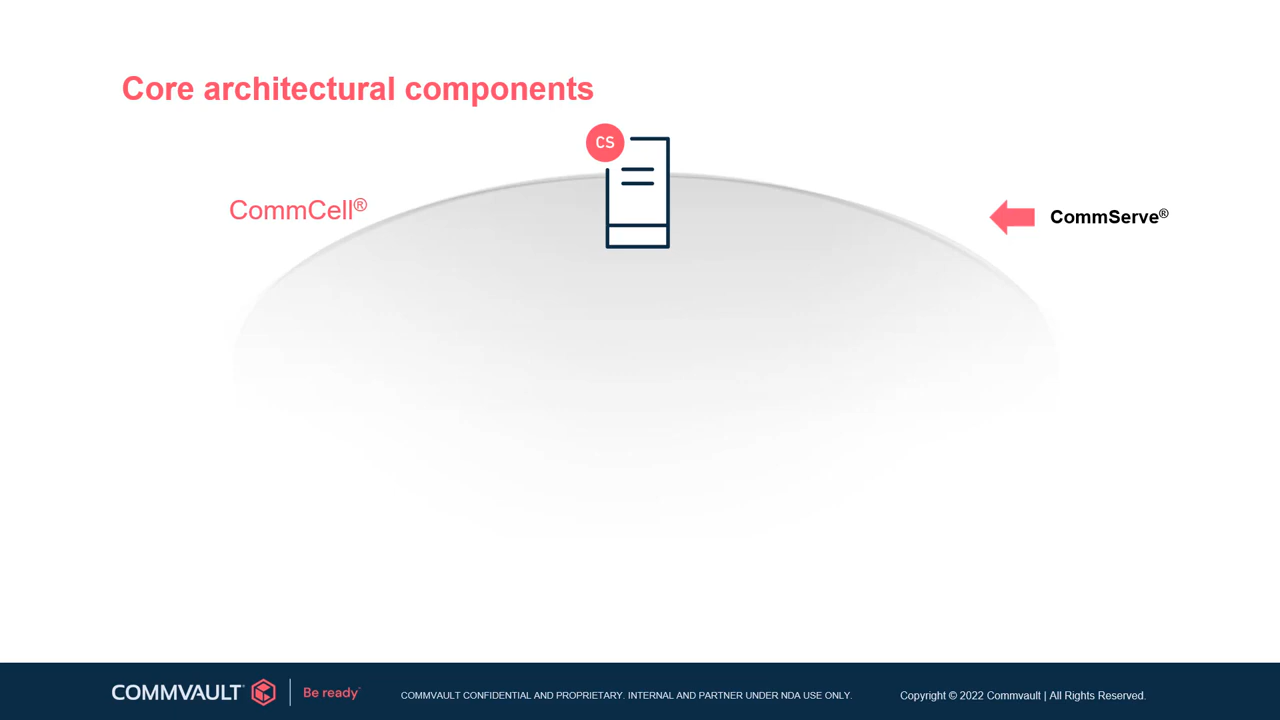 Core architectural components
CS
CommCell®
CommServe®
COMMVAULT
Be ready
COMMVAULT CONFIDENTIAL AND PROPRIETARY. INTERNAL AND PARTNER UNDER NDA USE ONLY.
Copyright © 2022 Commvault | All Rights Reserved.